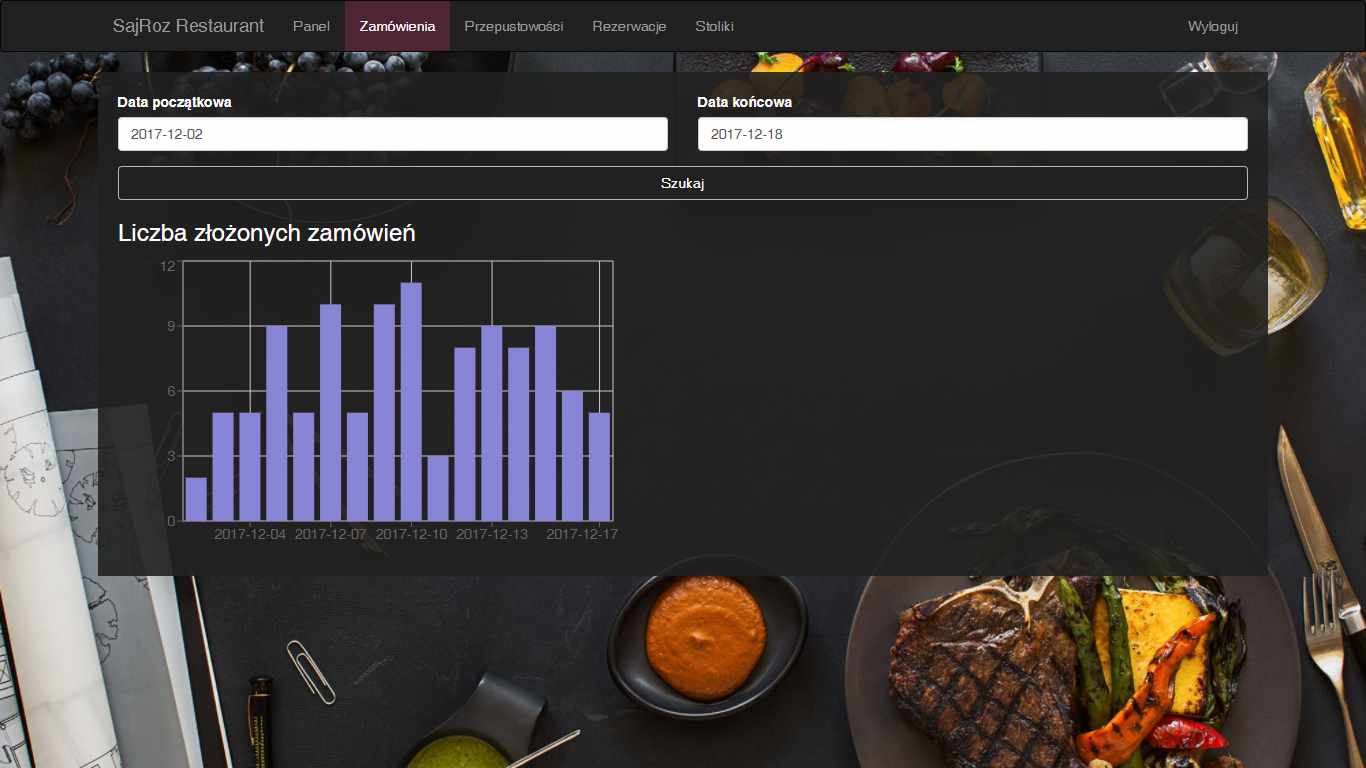 SajRoz Restaurant Panel Zamówienia Przepustowości Rezerwacje Stoliki Wyloguj
Data początkowa Data końcowa
2017-12-02 2017-12-18
Szukaj
Liczba złożonych zamówień
12
9
6
3
0
2017-12-04 2017-12-07 2017-12-10 2017-12-13 2017-12-17